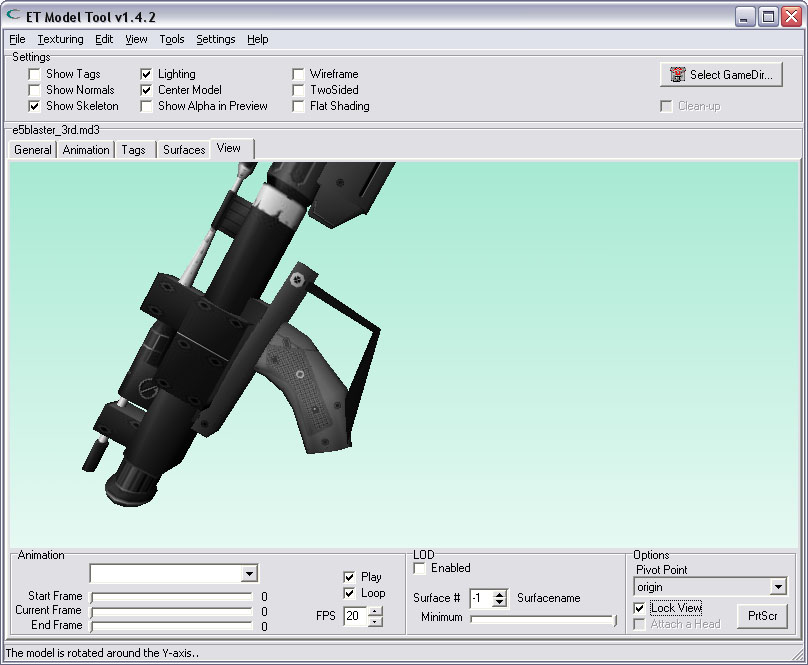 ET Model Tool v1.4.2
File Texturing Edit View Tools Settings Help
Settings
Show Tags Lighting Wireframe
Select GameDir...
Show Normals Center Model TwoSided
Show Skeleton Show Alpha in Preview Flat Shading
Clean-up
e5blaster_3rd.md3
General Animation Tags Surfaces View
Animation
Play
Loop
Start Frame 0
Current Frame 0
End Frame 0
FPS 20
LOD
Enabled
Surface # -1 Surfacename
Minimum
Options
Pivot Point
origin
Lock View
Attach a Head
PrtScr
The model is rotated around the Y-axis..